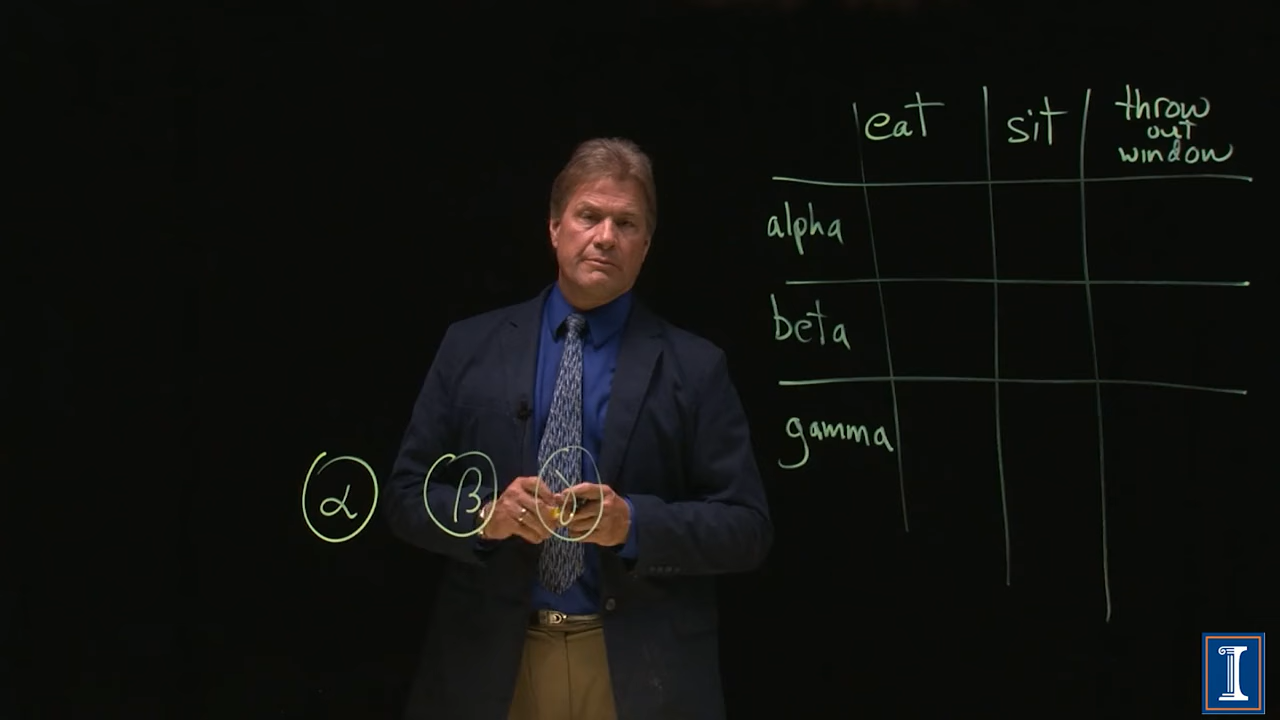 eat sit throw
out
window
alpha
beta
gamma
α β γ
I